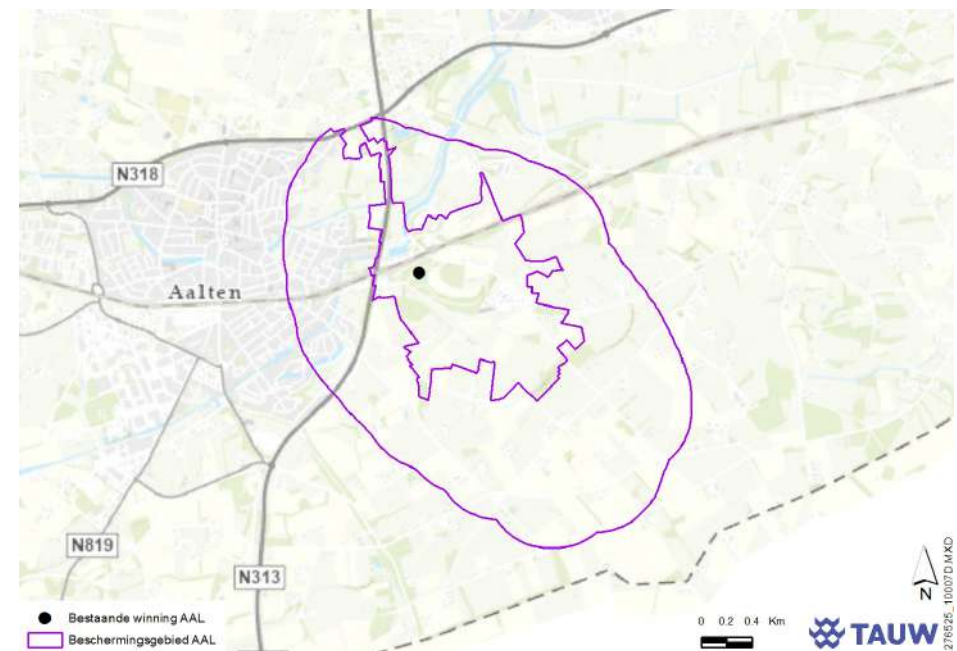 N318
Aalten
N819
N313
N
Bestaande winning AAL
Beschermingsgebied AAL
0 0.2 0.4 Km
TAUW
276525_10007D.MXD